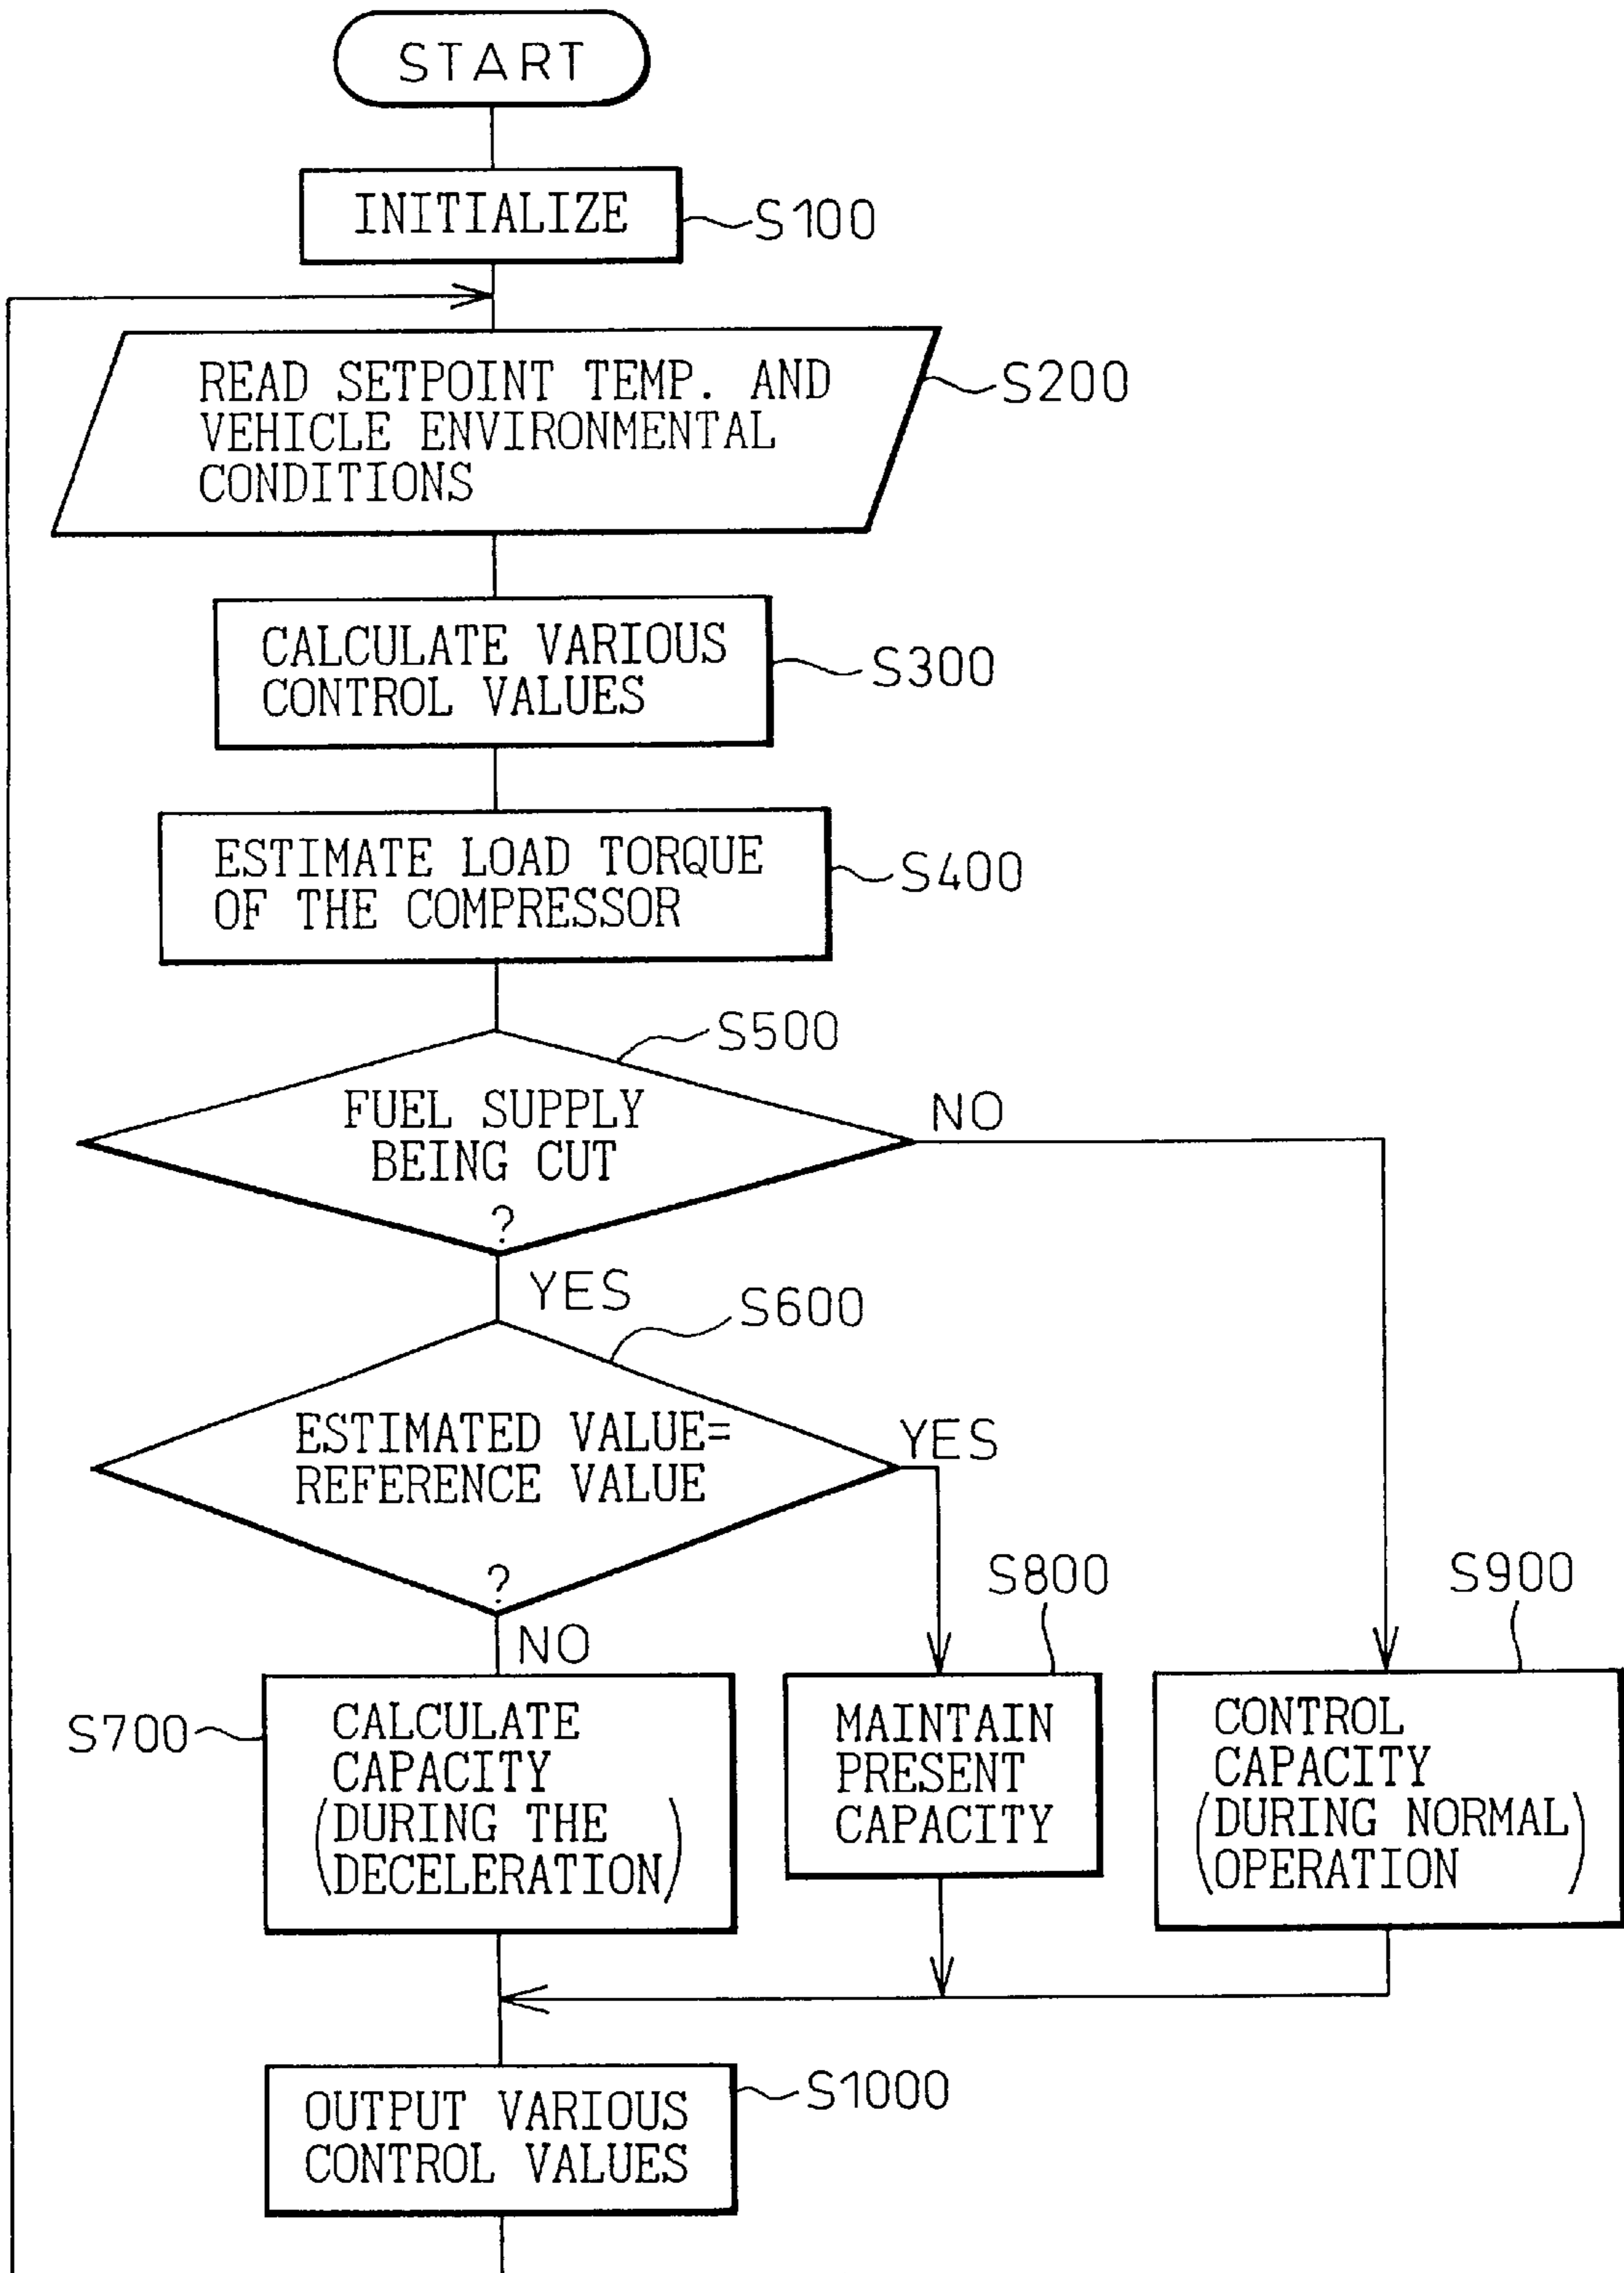 START
INITIALIZE
S100
READ SETPOINT TEMP. AND
VEHICLE ENVIRONMENTAL
CONDITIONS
S200
CALCULATE VARIOUS
CONTROL VALUES
S300
ESTIMATE LOAD TORQUE
OF THE COMPRESSOR
S400
S500
FUEL SUPPLY
BEING CUT
?
NO
YES
S600
ESTIMATED VALUE=
REFERENCE VALUE
?
YES
NO
S700
CALCULATE
CAPACITY
(DURING THE
DECELERATION)
S800
MAINTAIN
PRESENT
CAPACITY
S900
CONTROL
CAPACITY
(DURING NORMAL
OPERATION)
OUTPUT VARIOUS
CONTROL VALUES
S1000